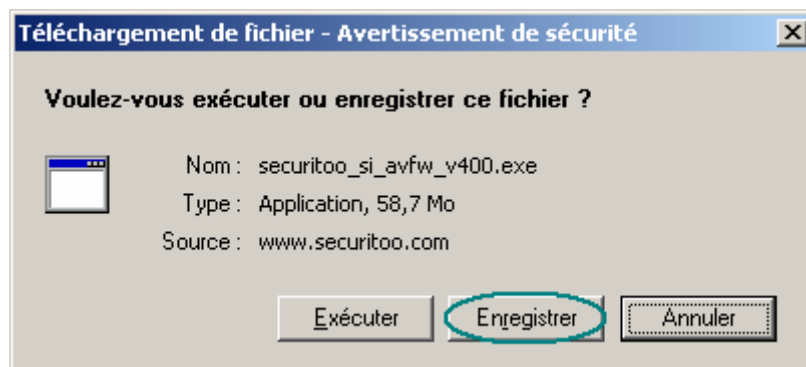 Téléchargement de fichier - Avertissement de sécurité
Voulez-vous exécuter ou enregistrer ce fichier ?
Nom : securitoo_si_avfw_v400.exe
Type : Application, 58,7 Mo
Source : www.securitoo.com
Exécuter Enregistrer Annuler